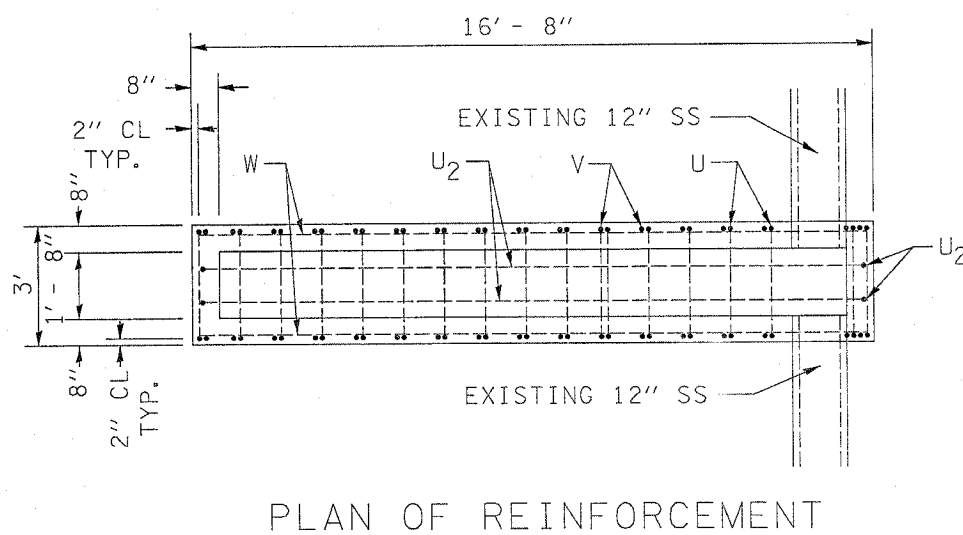 16' - 8"
8"
EXISTING 12" SS
2" CL
TYP.
W
U2
V
U
8"
3'
1' - 8"
U2
8"
2" CL
TYP.
EXISTING 12" SS
PLAN OF REINFORCEMENT